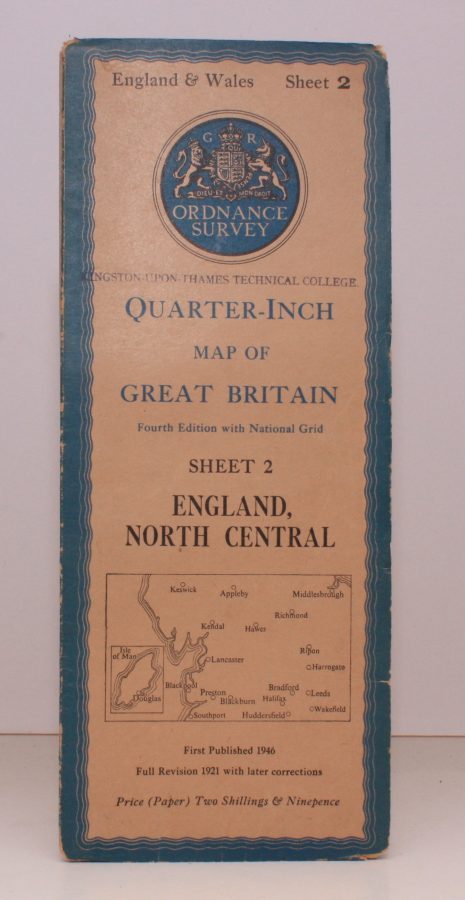 England & Wales Sheet 2
G R
DIEU ET MON DROIT
ORDNANCE
SURVEY
KINGSTON-UPON-THAMES TECHNICAL COLLEGE.
QUARTER-INCH
MAP OF
GREAT BRITAIN
Fourth Edition with National Grid
SHEET 2
ENGLAND,
NORTH CENTRAL
Keswick Appleby Middlesbrough
Richmond
Kendal Hawes
Isle
of Man
Ripon
Lancaster Harrogate
Blackpool Bradford
Douglas Preston Blackburn Halifax Leeds
Southport Huddersfield Wakefield
First Published 1946
Full Revision 1921 with later corrections
Price (Paper) Two Shillings & Ninepence